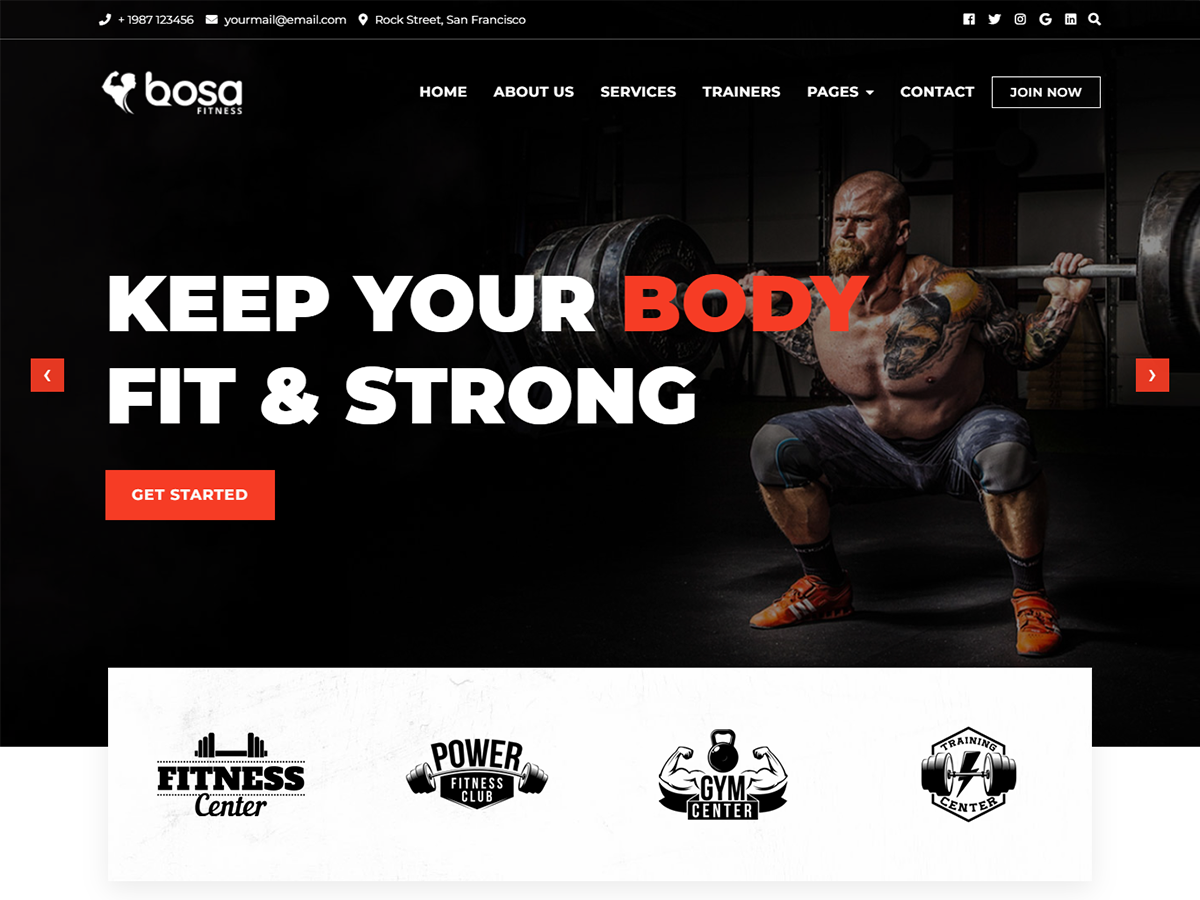 + 1987 123456 yourmail@email.com Rock Street, San Francisco
bosa
FITNESS
HOME ABOUT US SERVICES TRAINERS PAGES CONTACT JOIN NOW
KEEP YOUR BODY
FIT & STRONG
GET STARTED
FITNESS
Center
POWER
FITNESS
CLUB
GYM
CENTER
TRAINING
CENTER